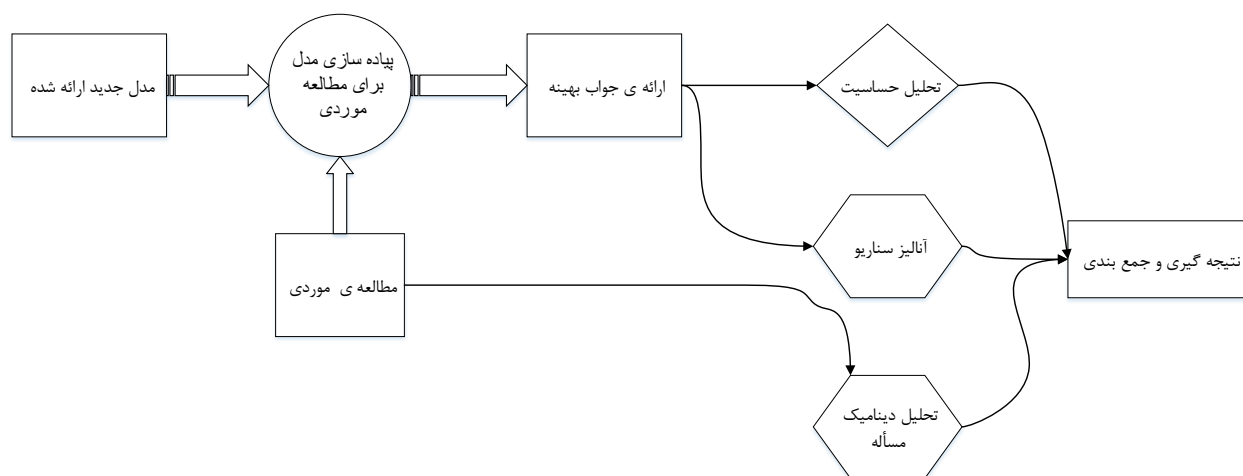 مدل جدید ارائه شده
پیاده سازی مدل
برای مطالعه
موردی
ارائه ی جواب بهینه
تحلیل حساسیت
آنالیز سناریو
نتیجه گیری و جمع بندی
مطالعه ی موردی
تحلیل دینامیک
مسأله